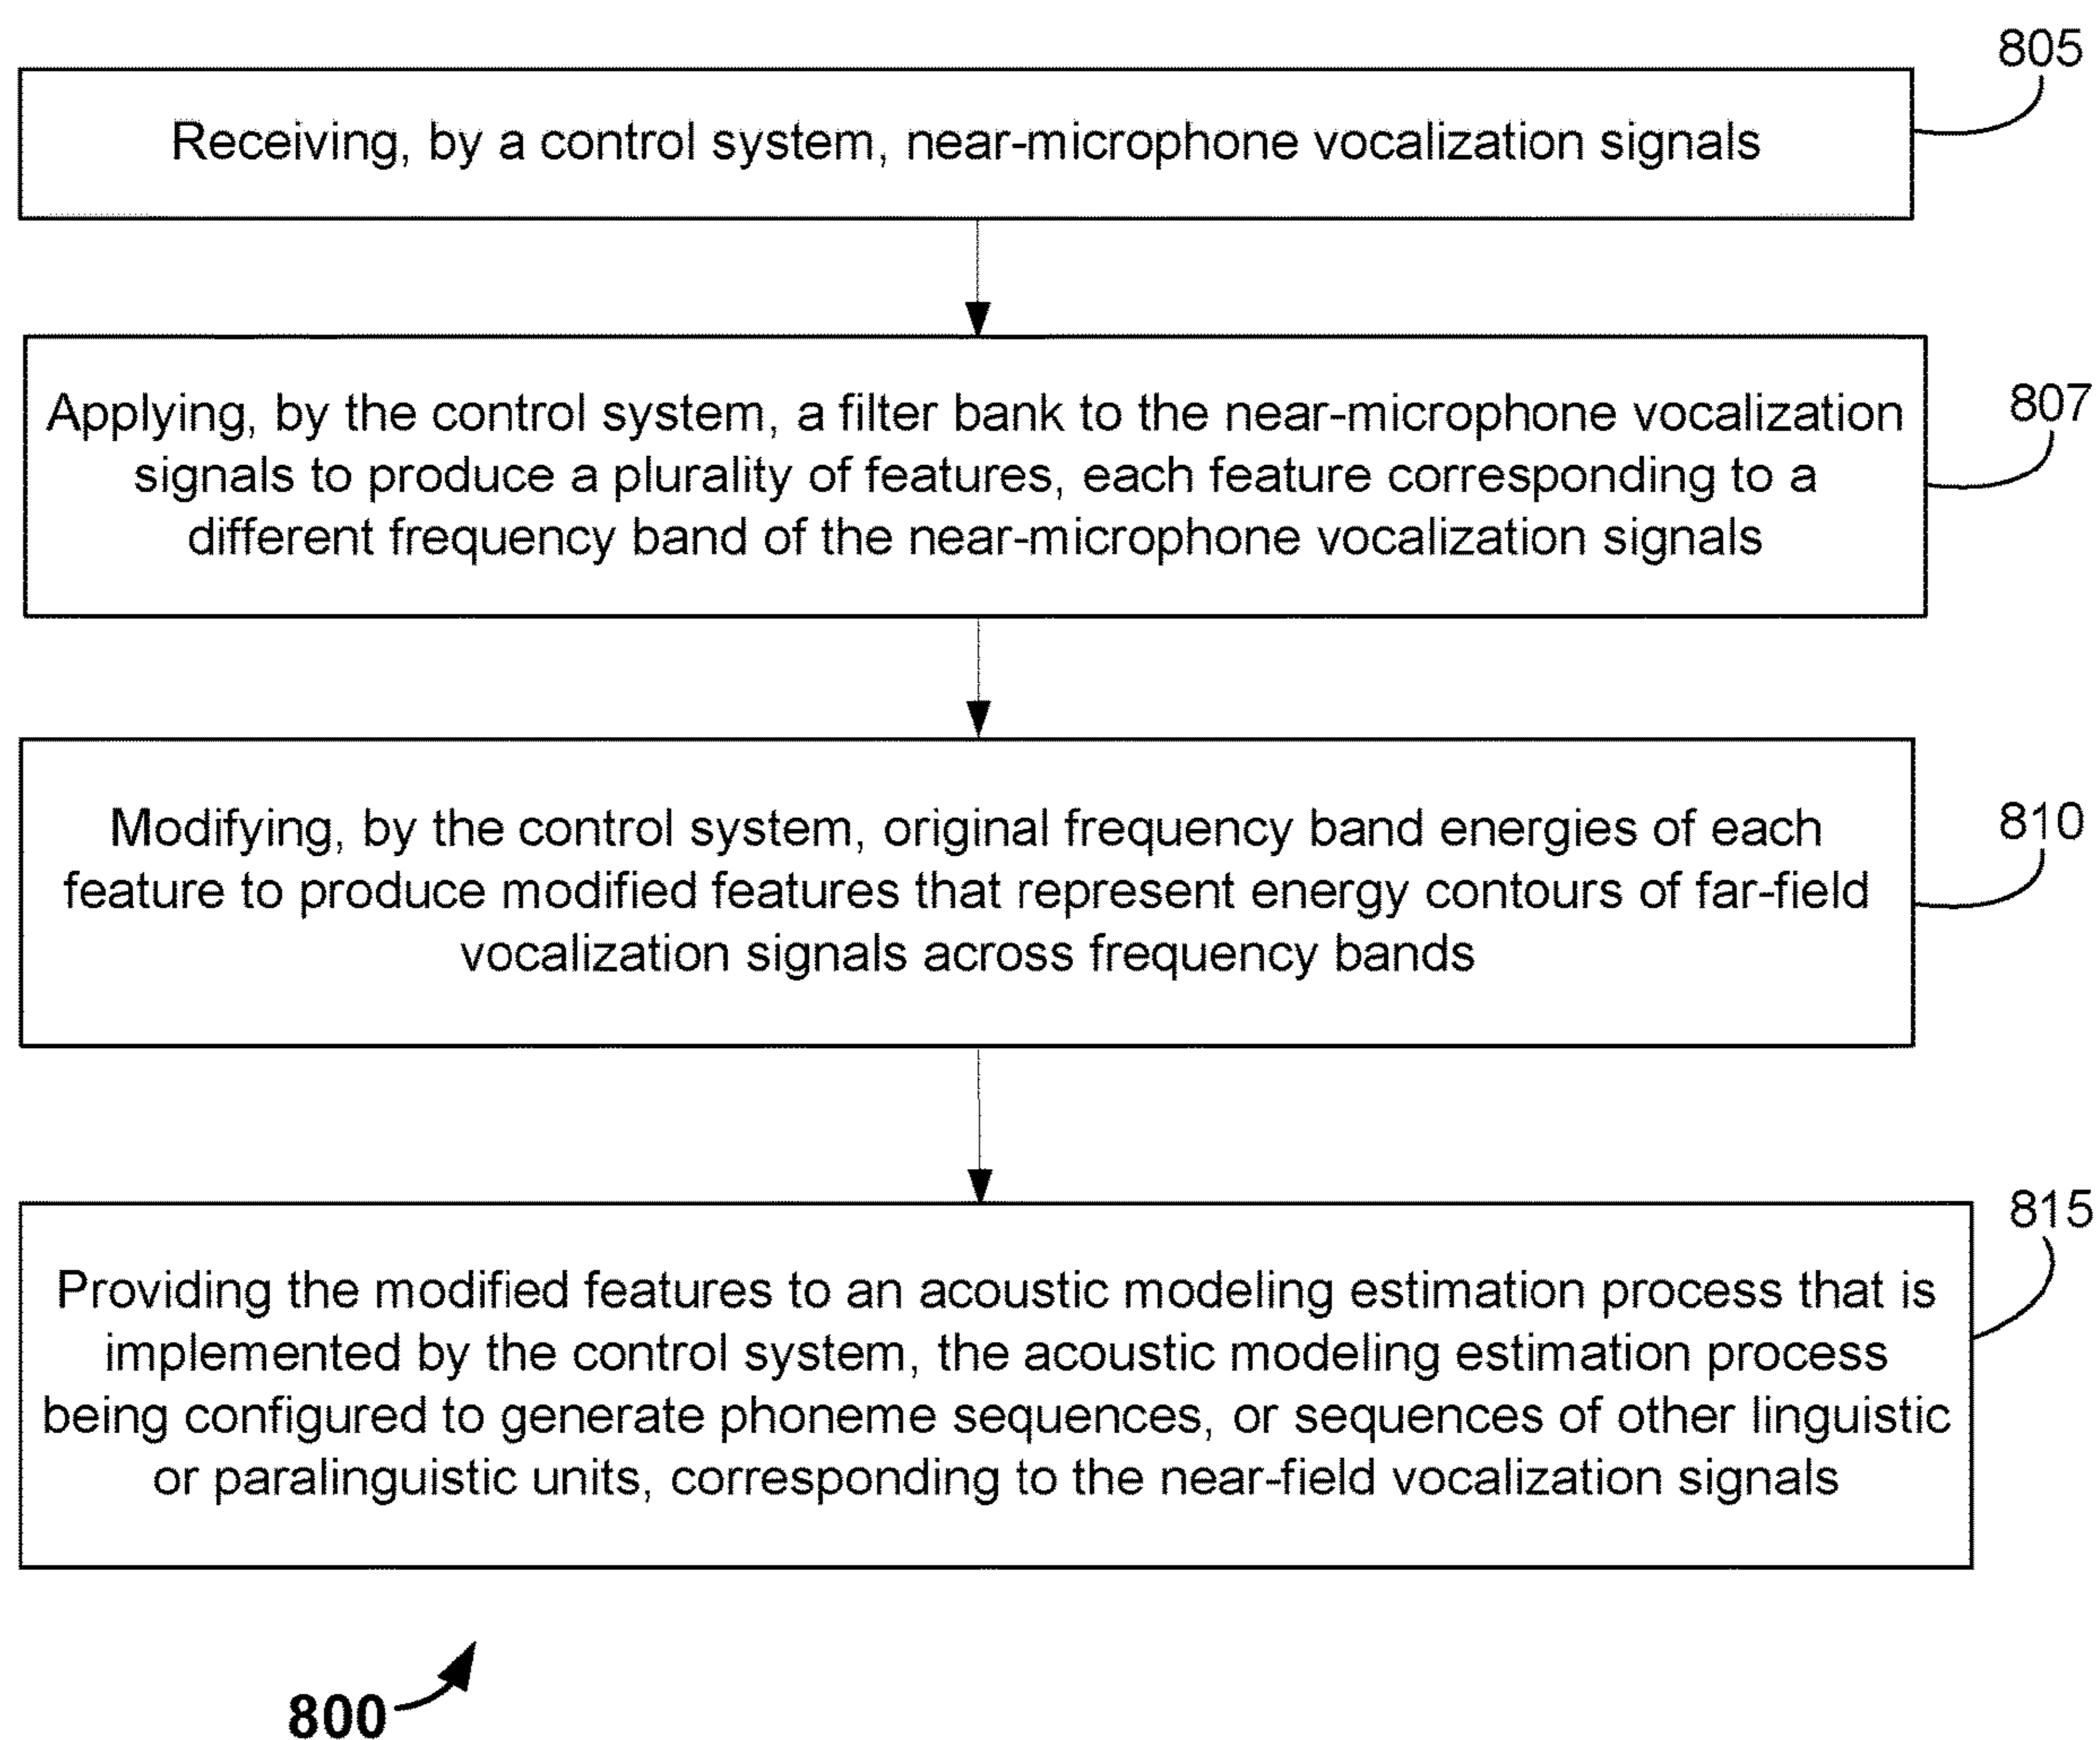 805
Receiving, by a control system, near-microphone vocalization signals
807
Applying, by the control system, a filter bank to the near-microphone vocalization
signals to produce a plurality of features, each feature corresponding to a
different frequency band of the near-microphone vocalization signals
810
Modifying, by the control system, original frequency band energies of each
feature to produce modified features that represent energy contours of far-field
vocalization signals across frequency bands
815
Providing the modified features to an acoustic modeling estimation process that is
implemented by the control system, the acoustic modeling estimation process
being configured to generate phoneme sequences, or sequences of other linguistic
or paralinguistic units, corresponding to the near-field vocalization signals
800